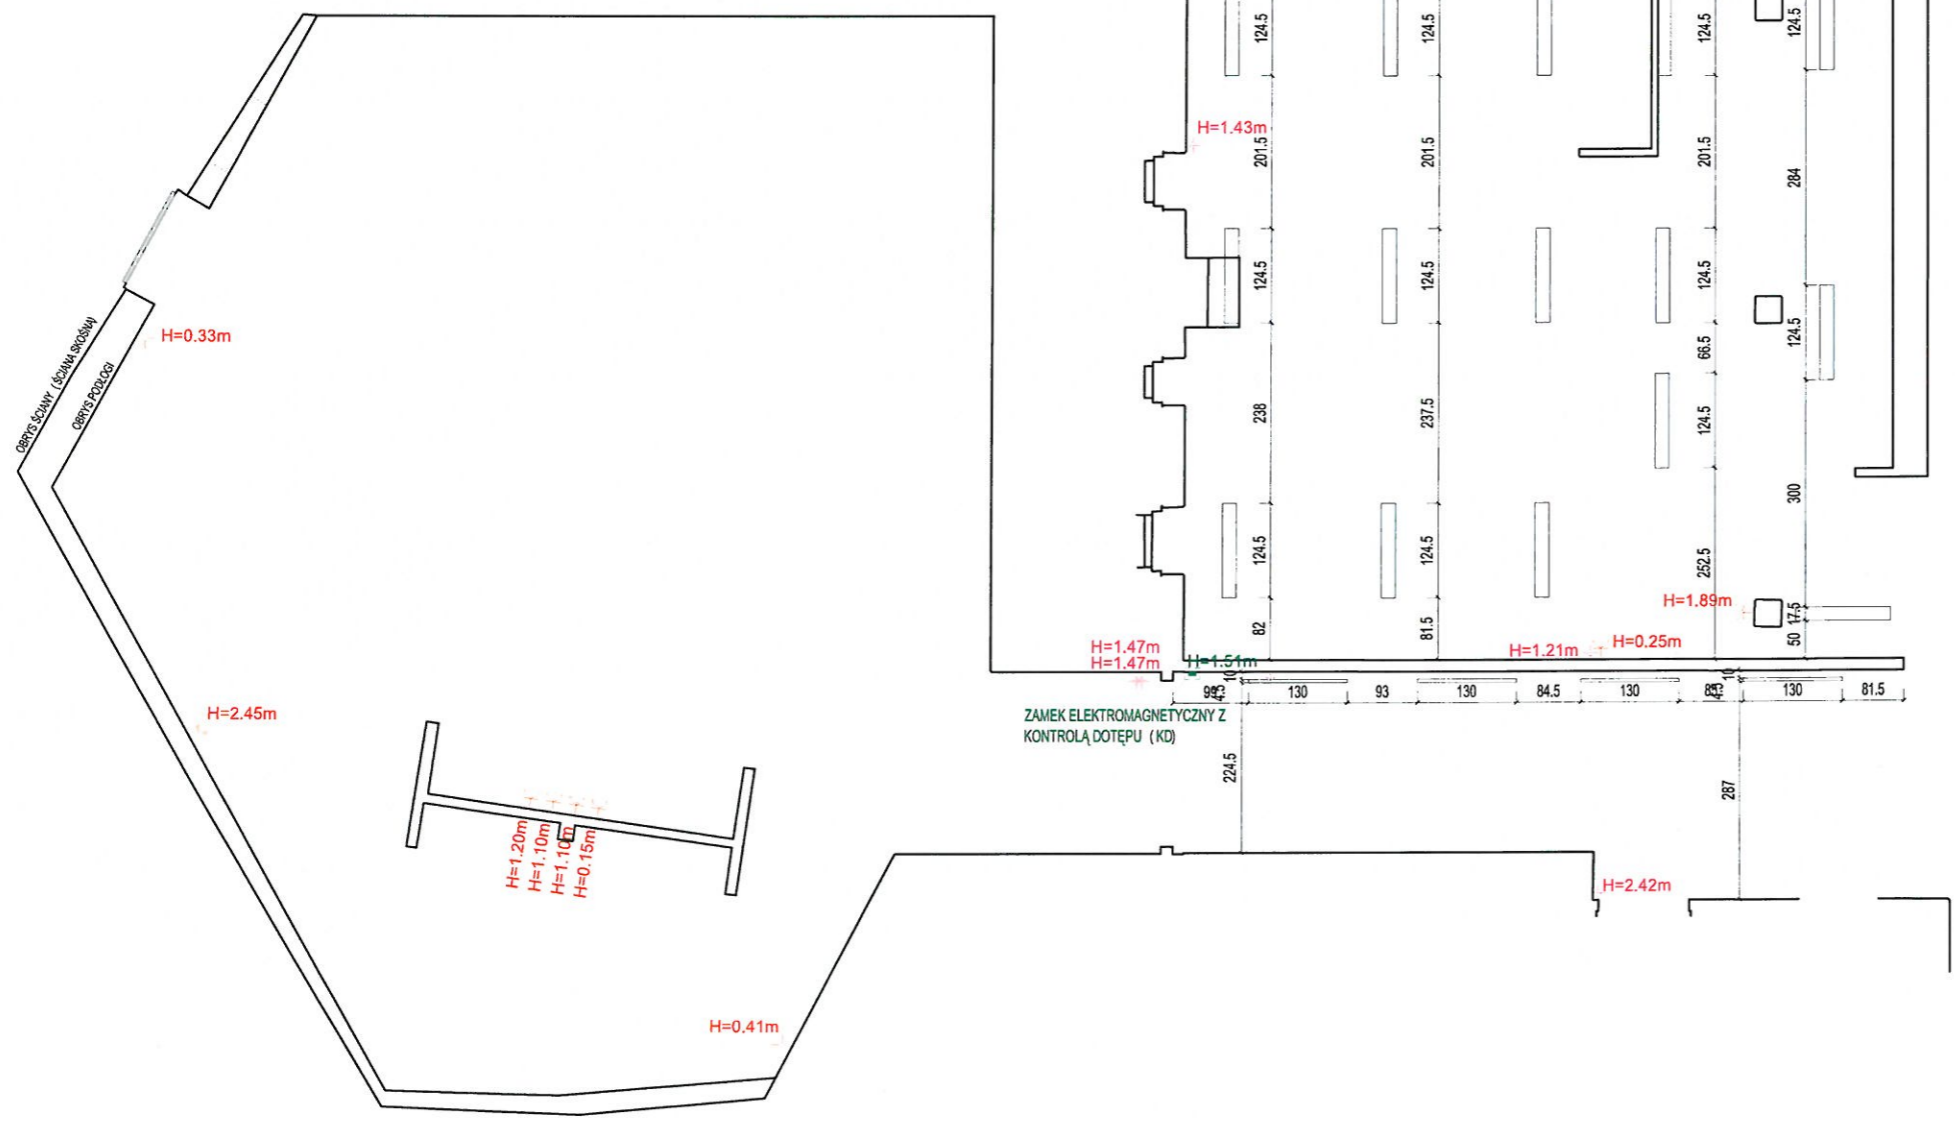 124.5
124.5
124.5
124.5
H=1.43m
201.5
201.5
201.5
284
124.5
124.5
124.5
124.5
66.5
H=0.33m
OBRYS ŚCIANY (ŚCIANA SKOŚNA)
OBRYS PODŁOGI
238
237.5
124.5
300
124.5
124.5
252.5
H=1.89m
17.5
50
82
81.5
H=1.47m
H=1.47m
H=1.51m
H=1.21m
H=0.25m
10
10
130
93
130
84.5
130
130
81.5
ZAMEK ELEKTROMAGNETYCZNY Z
KONTROLĄ DOTĘPU (KD)
H=2.45m
224.5
287
H=1.20m
H=1.10m
H=1.10m
H=0.15m
H=2.42m
H=0.41m